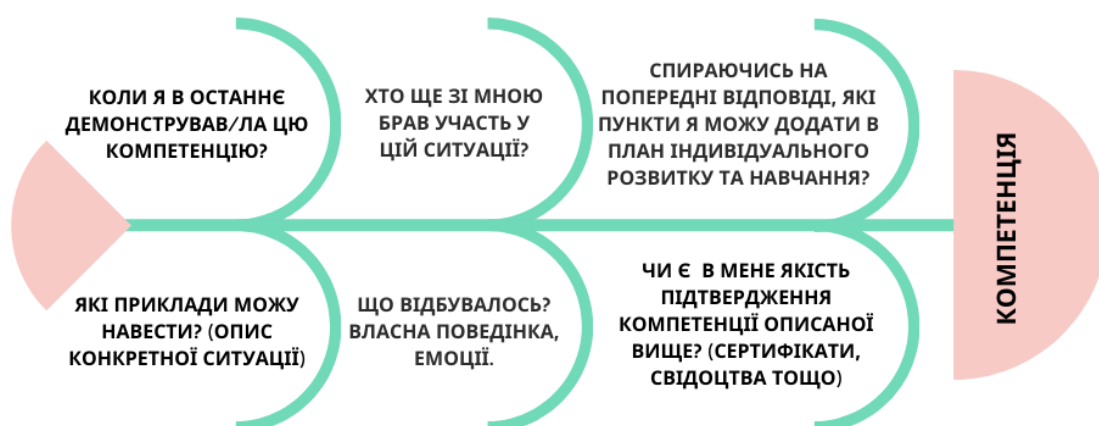 КОЛИ Я В ОСТАННЄ
ДЕМОНСТРУВАВ/ЛА ЦЮ
КОМПЕТЕНЦІЮ?
ХТО ЩЕ ЗІ МНОЮ
БРАВ УЧАСТЬ У
ЦІЙ СИТУАЦІЇ?
СПИРАЮЧИСЬ НА
ПОПЕРЕДНІ ВІДПОВІДІ, ЯКІ
ПУНКТИ Я МОЖУ ДОДАТИ В
ПЛАН ІНДИВІДУАЛЬНОГО
РОЗВИТКУ ТА НАВЧАННЯ?
ЯКІ ПРИКЛАДИ МОЖУ
НАВЕСТИ? (ОПИС
КОНКРЕТНОЇ СИТУАЦІЇ)
ЩО ВІДБУВАЛОСЬ?
ВЛАСНА ПОВЕДІНКА,
ЕМОЦІЇ.
ЧИ Є В МЕНЕ ЯКІСТЬ
ПІДТВЕРДЖЕННЯ
КОМПЕТЕНЦІЇ ОПИСАНОЇ
ВИЩЕ? (СЕРТИФІКАТИ,
СВІДОЦТВА ТОЩО)
КОМПЕТЕНЦІЯ